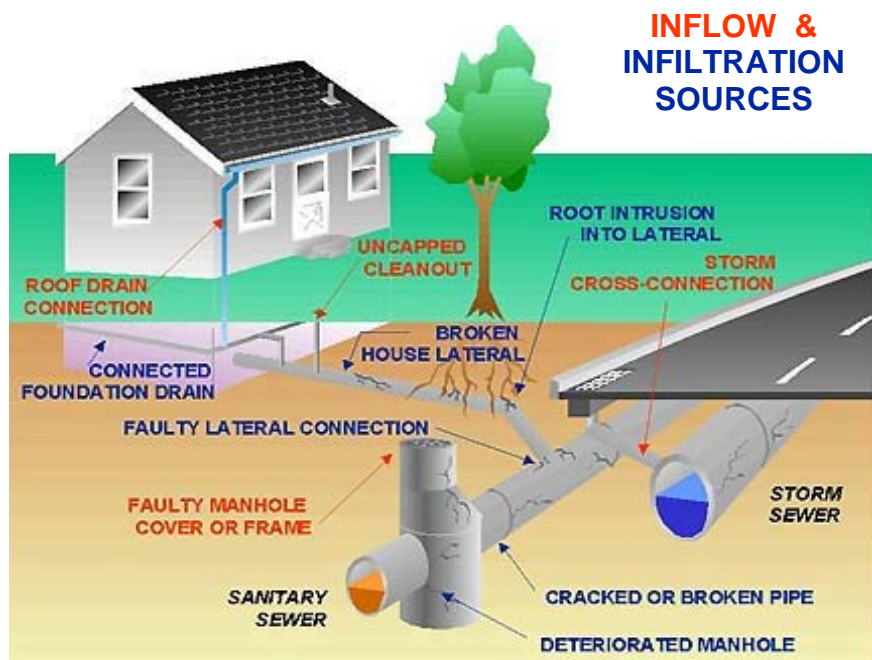 INFLOW &
INFILTRATION
SOURCES
ROOT INTRUSION
INTO LATERAL
UNCAPPED
CLEANOUT
STORM
CROSS-CONNECTION
ROOF DRAIN
CONNECTION
BROKEN
HOUSE LATERAL
CONNECTED
FOUNDATION DRAIN
FAULTY LATERAL CONNECTION
FAULTY MANHOLE
COVER OR FRAME
STORM
SEWER
SANITARY
SEWER
CRACKED OR BROKEN PIPE
DETERIORATED MANHOLE